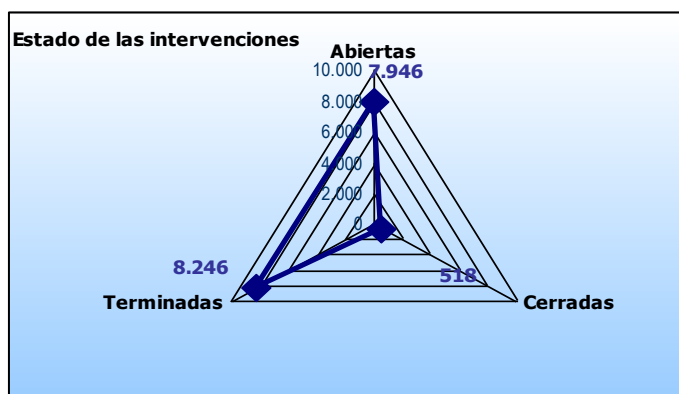 Estado de las intervenciones
Abiertas
10.000
7.946
8.000
6.000
4.000
2.000
0
8.246
518
Terminadas
Cerradas